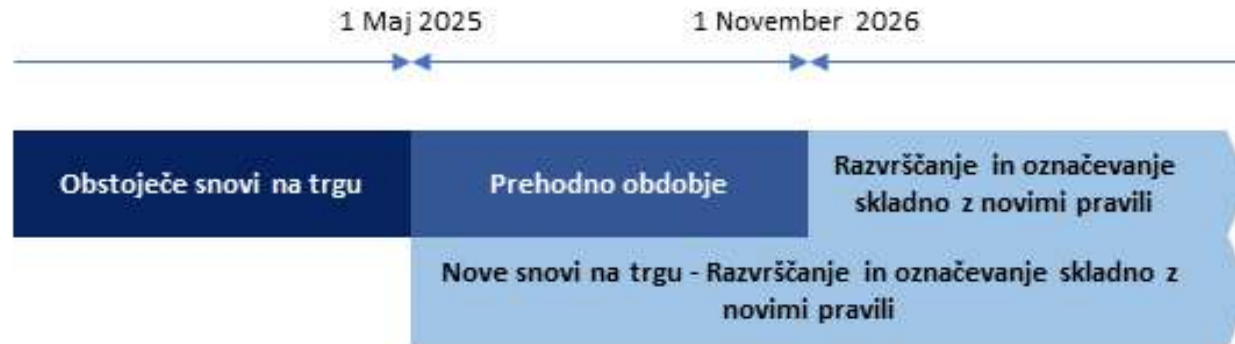 1 Maj 2025
1 November 2026
Obstoječe snovi na trgu
Prehodno obdobje
Razvrščanje in označevanje
skladno z novimi pravili
Nove snovi na trgu - Razvrščanje in označevanje skladno z
novimi pravili